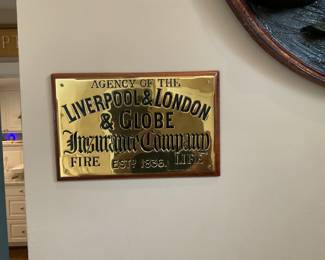 AGENCY OF THE
LIVERPOOL & LONDON
& GLOBE
Insurance Company
FIRE ESTD 1836. LIFE